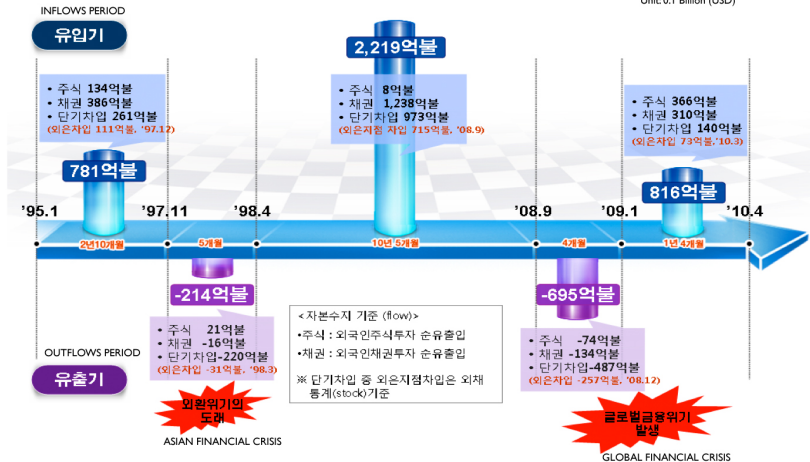 Unit: 0.1 Billion (USD)
INFLOWS PERIOD
유입기
2,219억불
• 주식 134억불
• 채권 386억불
• 단기차입 261억불
(외은차입 111억불, '97.12)
• 주식 8억불
• 채권 1,238억불
• 단기차입 973억불
(외은지점 차입 715억불, '08.9)
• 주식 366억불
• 채권 310억불
• 단기차입 140억불
(외은차입 73억불,'10.3)
781억불
816억불
'95.1
'97.11
'98.4
'08.9
'09.1
'10.4
2년10개월
5개월
10년 5개월
4개월
1년 4개월
-214억불
-695억불
<자본수지 기준 (flow)>
•주식 : 외국인주식투자 순유출입
•채권 : 외국인채권투자 순유출입
※ 단기차입 중 외은지점차입은 외채
통계(stock)기준
• 주식 21억불
• 채권 -16억불
• 단기차입-220억불
(외은차입 -31억불, '98.3)
• 주식 -74억불
• 채권 -134억불
• 단기차입-487억불
(외은차입 -257억불, '08.12)
OUTFLOWS PERIOD
유출기
외환위기의
도래
ASIAN FINANCIAL CRISIS
글로벌금융위기
발생
GLOBAL FINANCIAL CRISIS